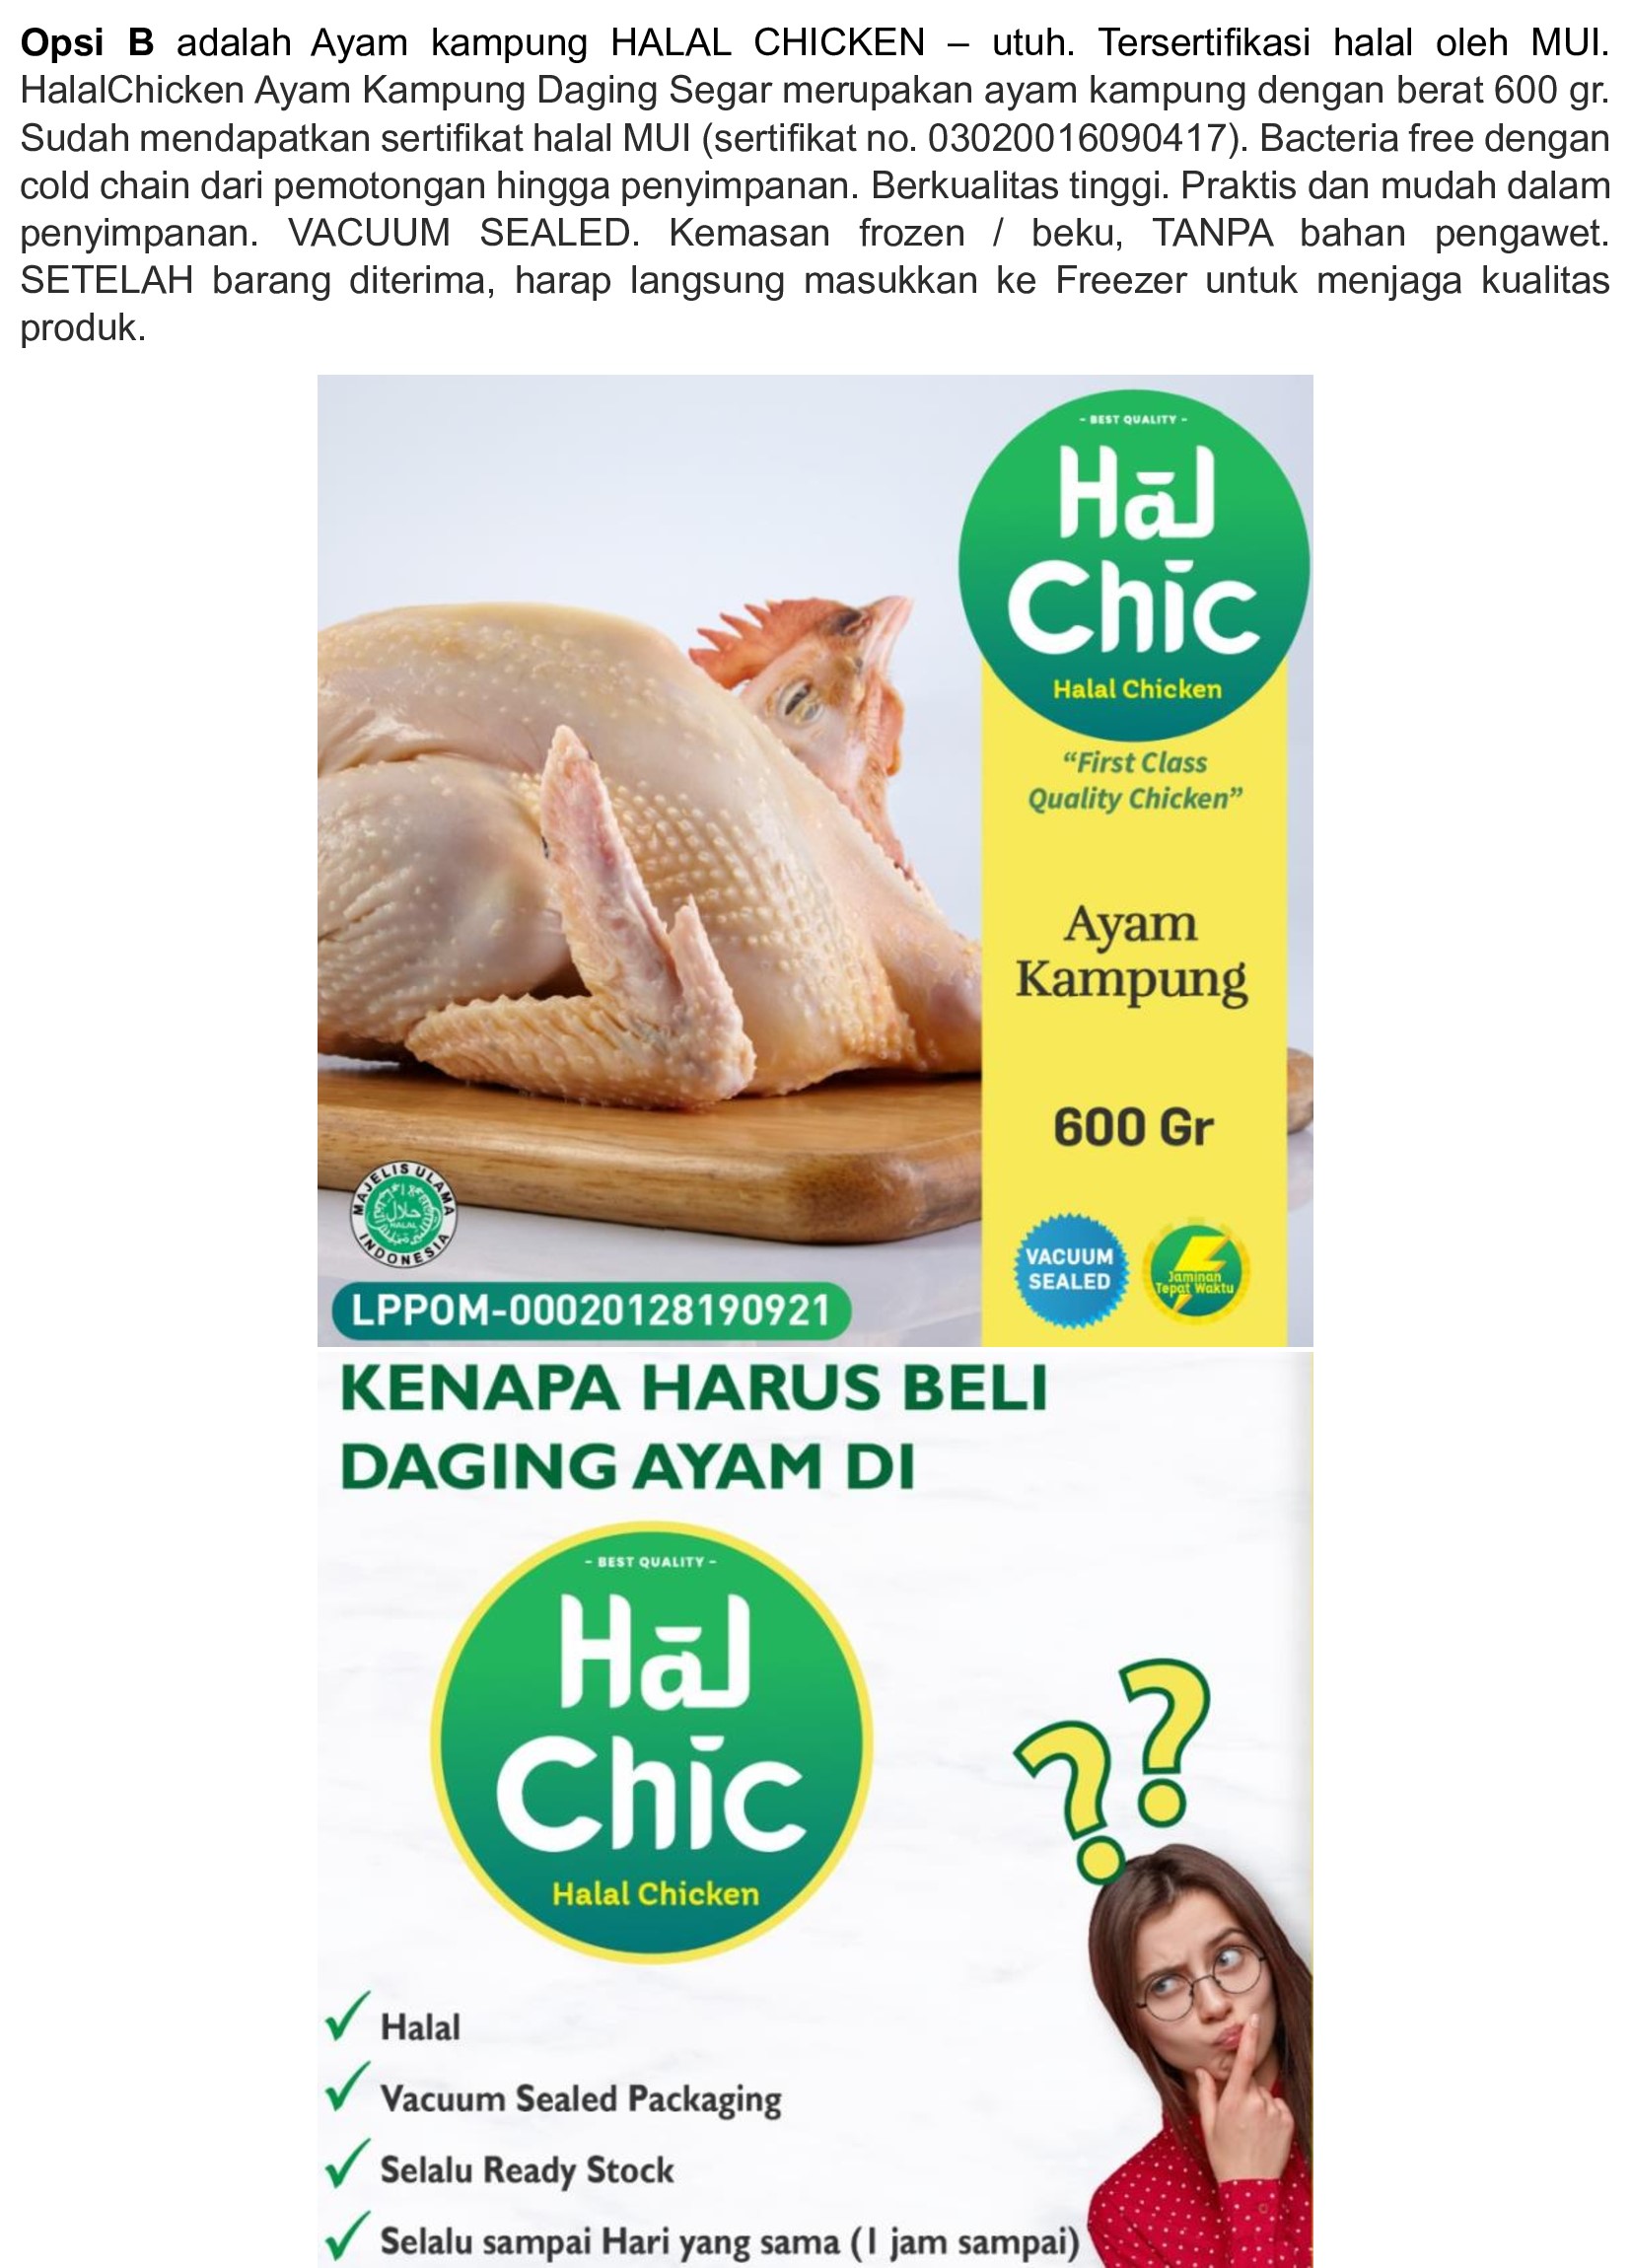 Opsi B adalah Ayam kampung HALAL CHICKEN – utuh. Tersertifikasi halal oleh MUI.
HalalChicken Ayam Kampung Daging Segar merupakan ayam kampung dengan berat 600 gr.
Sudah mendapatkan sertifikat halal MUI (sertifikat no. 03020016090417). Bacteria free dengan
cold chain dari pemotongan hingga penyimpanan. Berkualitas tinggi. Praktis dan mudah dalam
penyimpanan. VACUUM SEALED. Kemasan frozen / beku, TANPA bahan pengawet.
SETELAH barang diterima, harap langsung masukkan ke Freezer untuk menjaga kualitas
produk.
- BEST QUALITY -
Hāl
Chīc
Halal Chicken
“First Class
Quality Chicken”
Ayam
Kampung
600 Gr
VACUUM
SEALED
Jaminan
Tepat Waktu
MAJELIS ULAMA
INDONESIA
حلال
HALAL
LPPOM-00020128190921
KENAPA HARUS BELI
DAGING AYAM DI
- BEST QUALITY -
Hāl
Chīc
Halal Chicken
??
Halal
Vacuum Sealed Packaging
Selalu Ready Stock
Selalu sampai Hari yang sama (1 jam sampai)